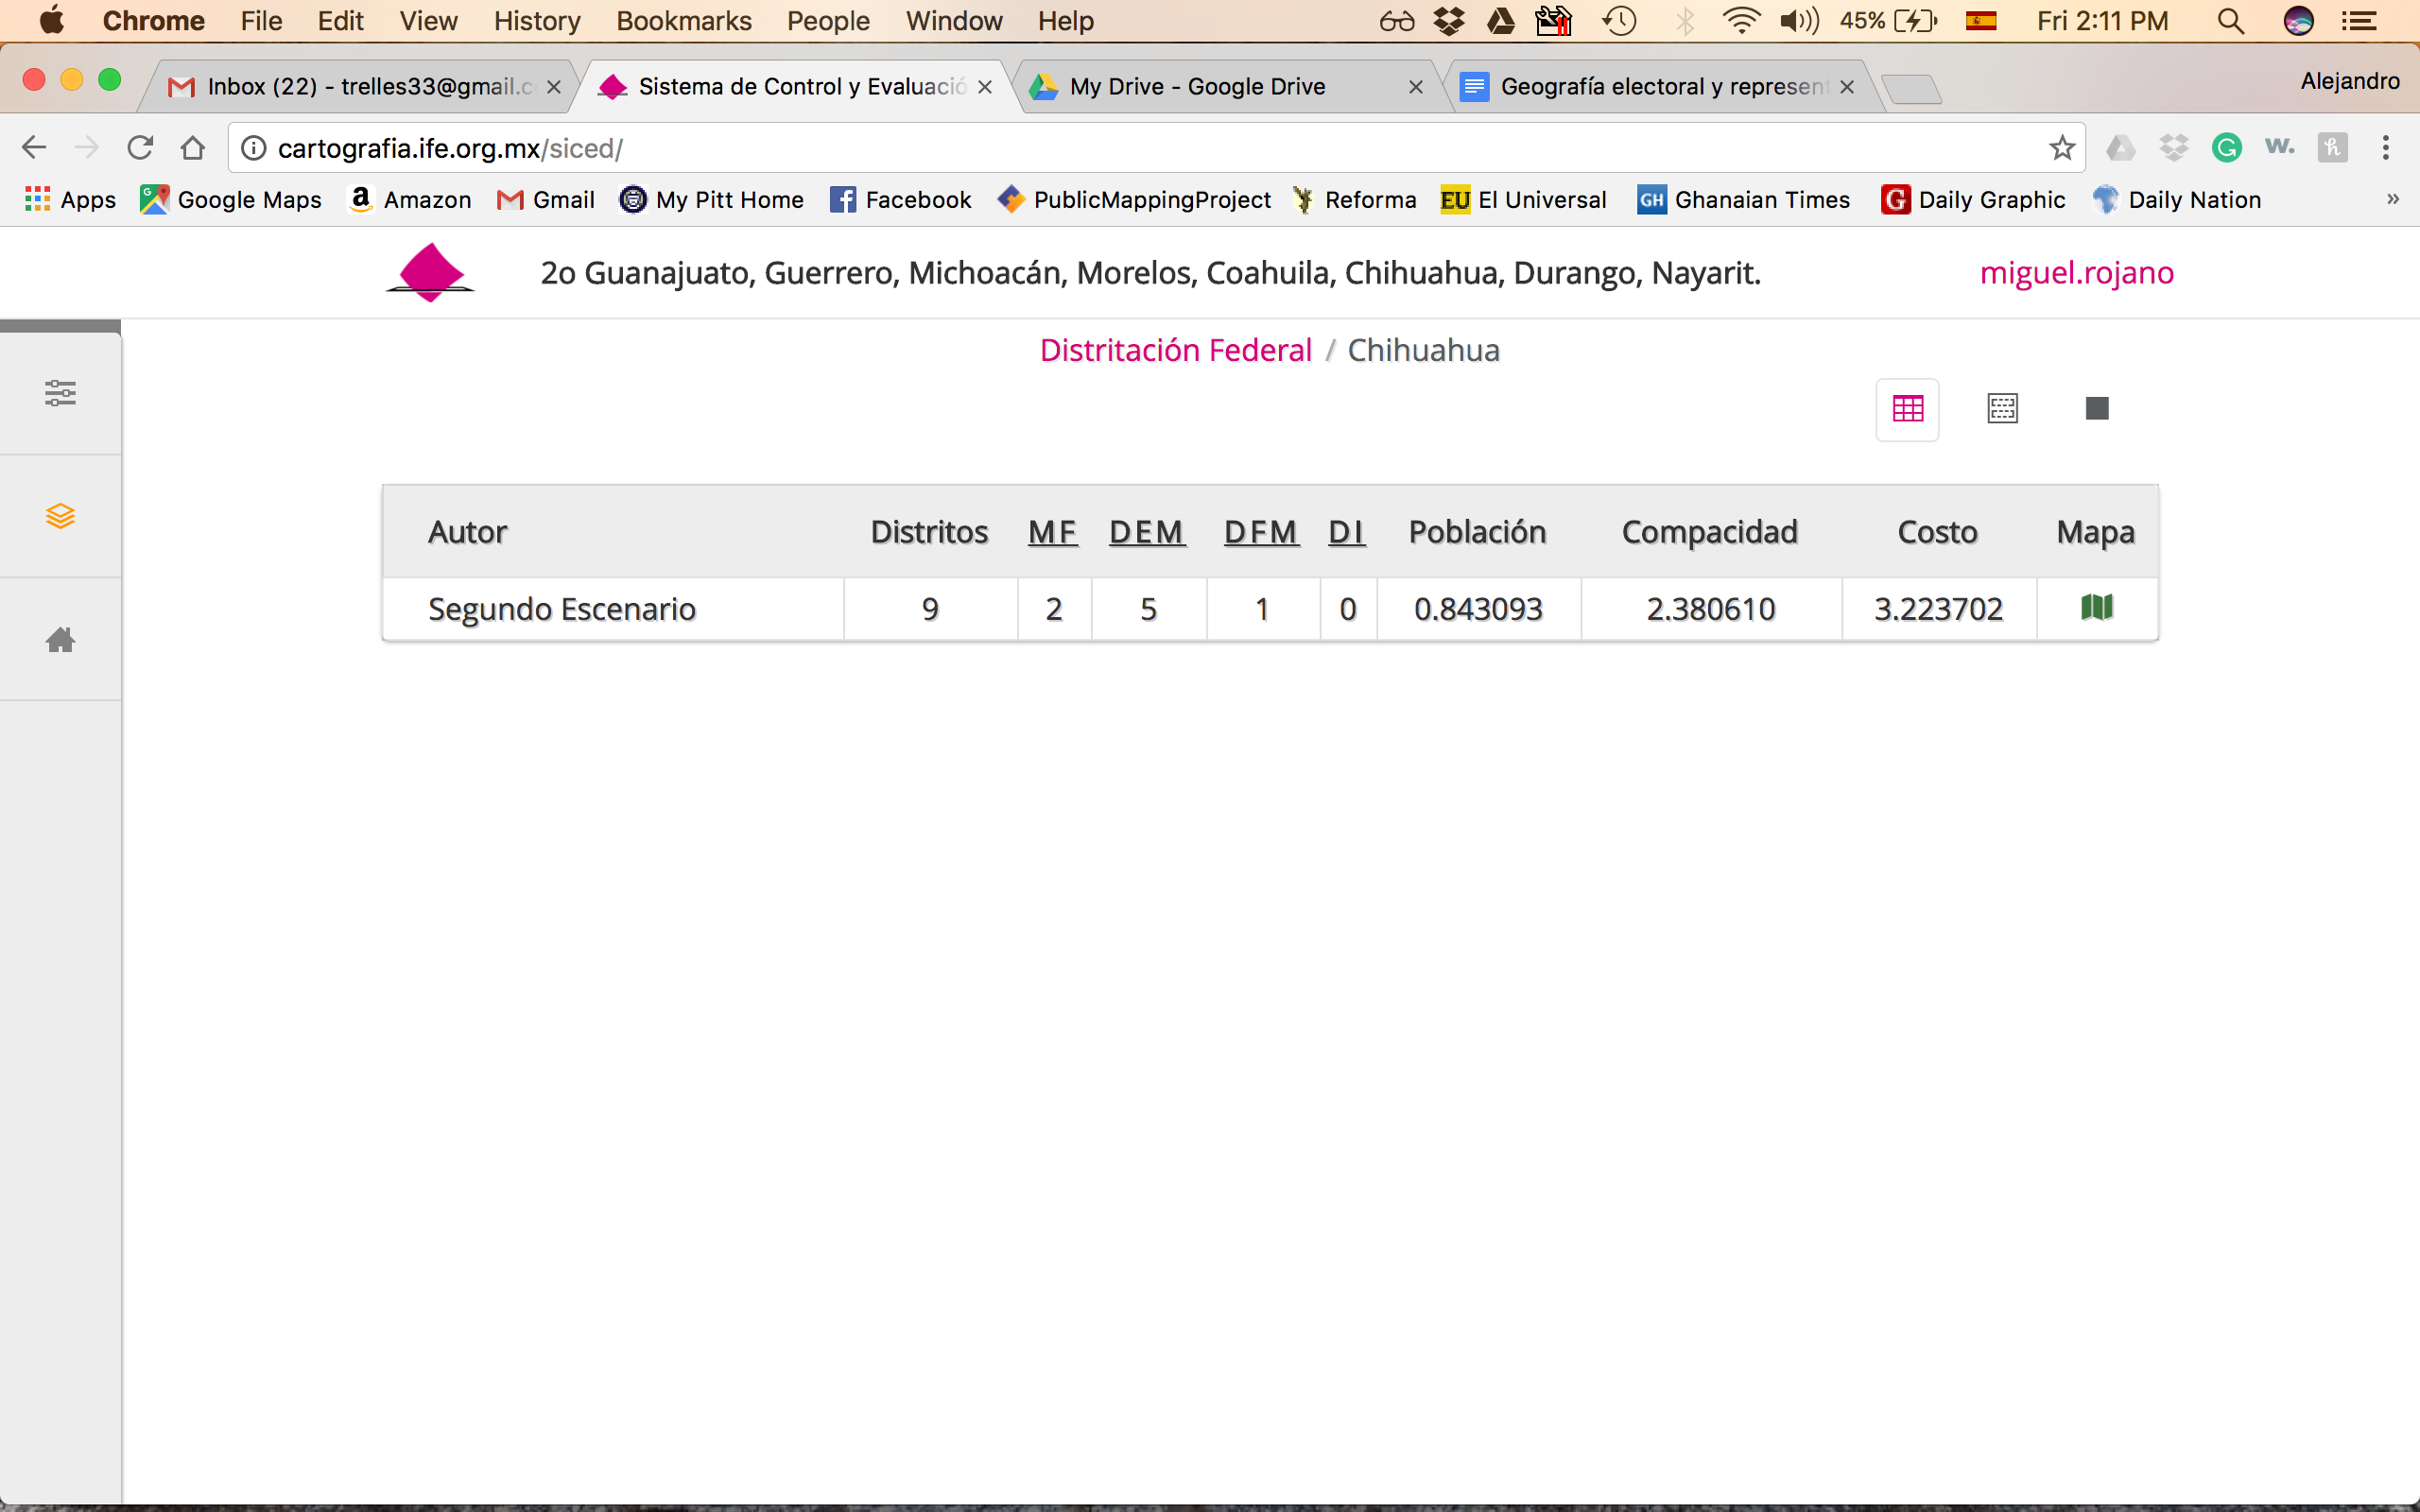 Chrome File Edit View History Bookmarks People Window Help 45% Fri 2:11 PM
Inbox (22) - trelles33@gmail.c Sistema de Control y Evaluació My Drive - Google Drive Geografía electoral y represent Alejandro
cartografia.ife.org.mx/siced/
Apps Google Maps Amazon Gmail My Pitt Home Facebook PublicMappingProject Reforma EU El Universal GH Ghanaian Times G Daily Graphic Daily Nation »
2o Guanajuato, Guerrero, Michoacán, Morelos, Coahuila, Chihuahua, Durango, Nayarit. miguel.rojano
Distritación Federal / Chihuahua
Autor Distritos MF DEM DFM DI Población Compacidad Costo Mapa
Segundo Escenario 9 2 5 1 0 0.843093 2.380610 3.223702